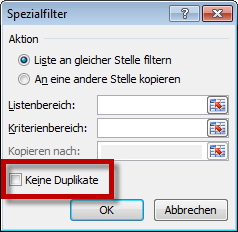 Spezialfilter
Aktion
Liste an gleicher Stelle filtern
An eine andere Stelle kopieren
Listenbereich:
Kriterienbereich:
Kopieren nach:
Keine Duplikate
OK
Abbrechen